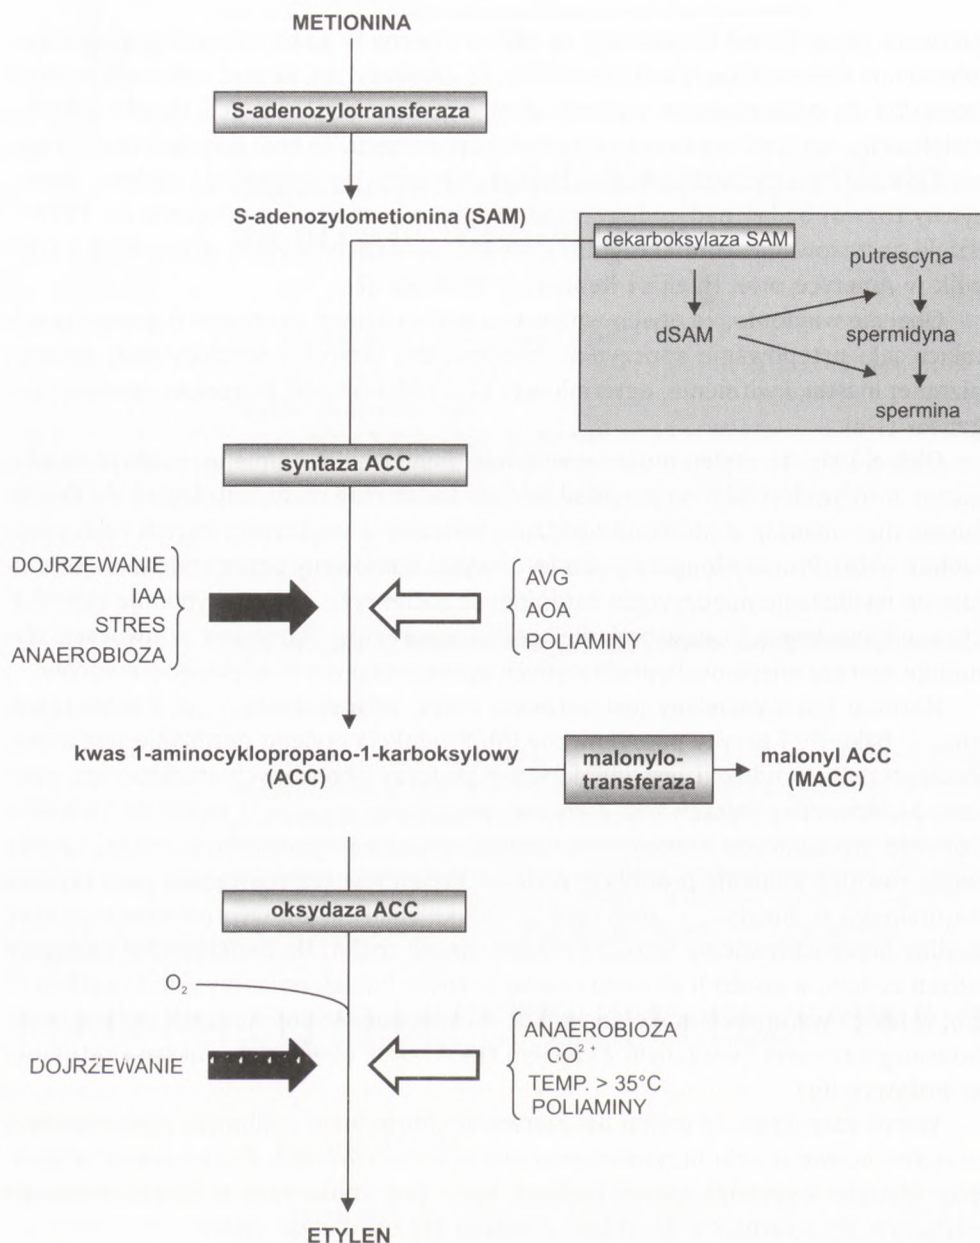 METIONINA
S-adenozylotransferaza
S-adenozylometionina (SAM)
dekarboksylaza SAM
putrescyna
dSAM
spermidyna
spermina
syntaza ACC
DOJRZEWANIE
IAA
STRES
ANAEROBIOZA
AVG
AOA
POLIAMINY
kwas 1-aminocyklopropano-1-karboksylowy
(ACC)
malonylo-
transferaza
malonyl ACC
(MACC)
oksydaza ACC
O₂
DOJRZEWANIE
ANAEROBIOZA
CO²⁺
TEMP. > 35°C
POLIAMINY
ETYLEN